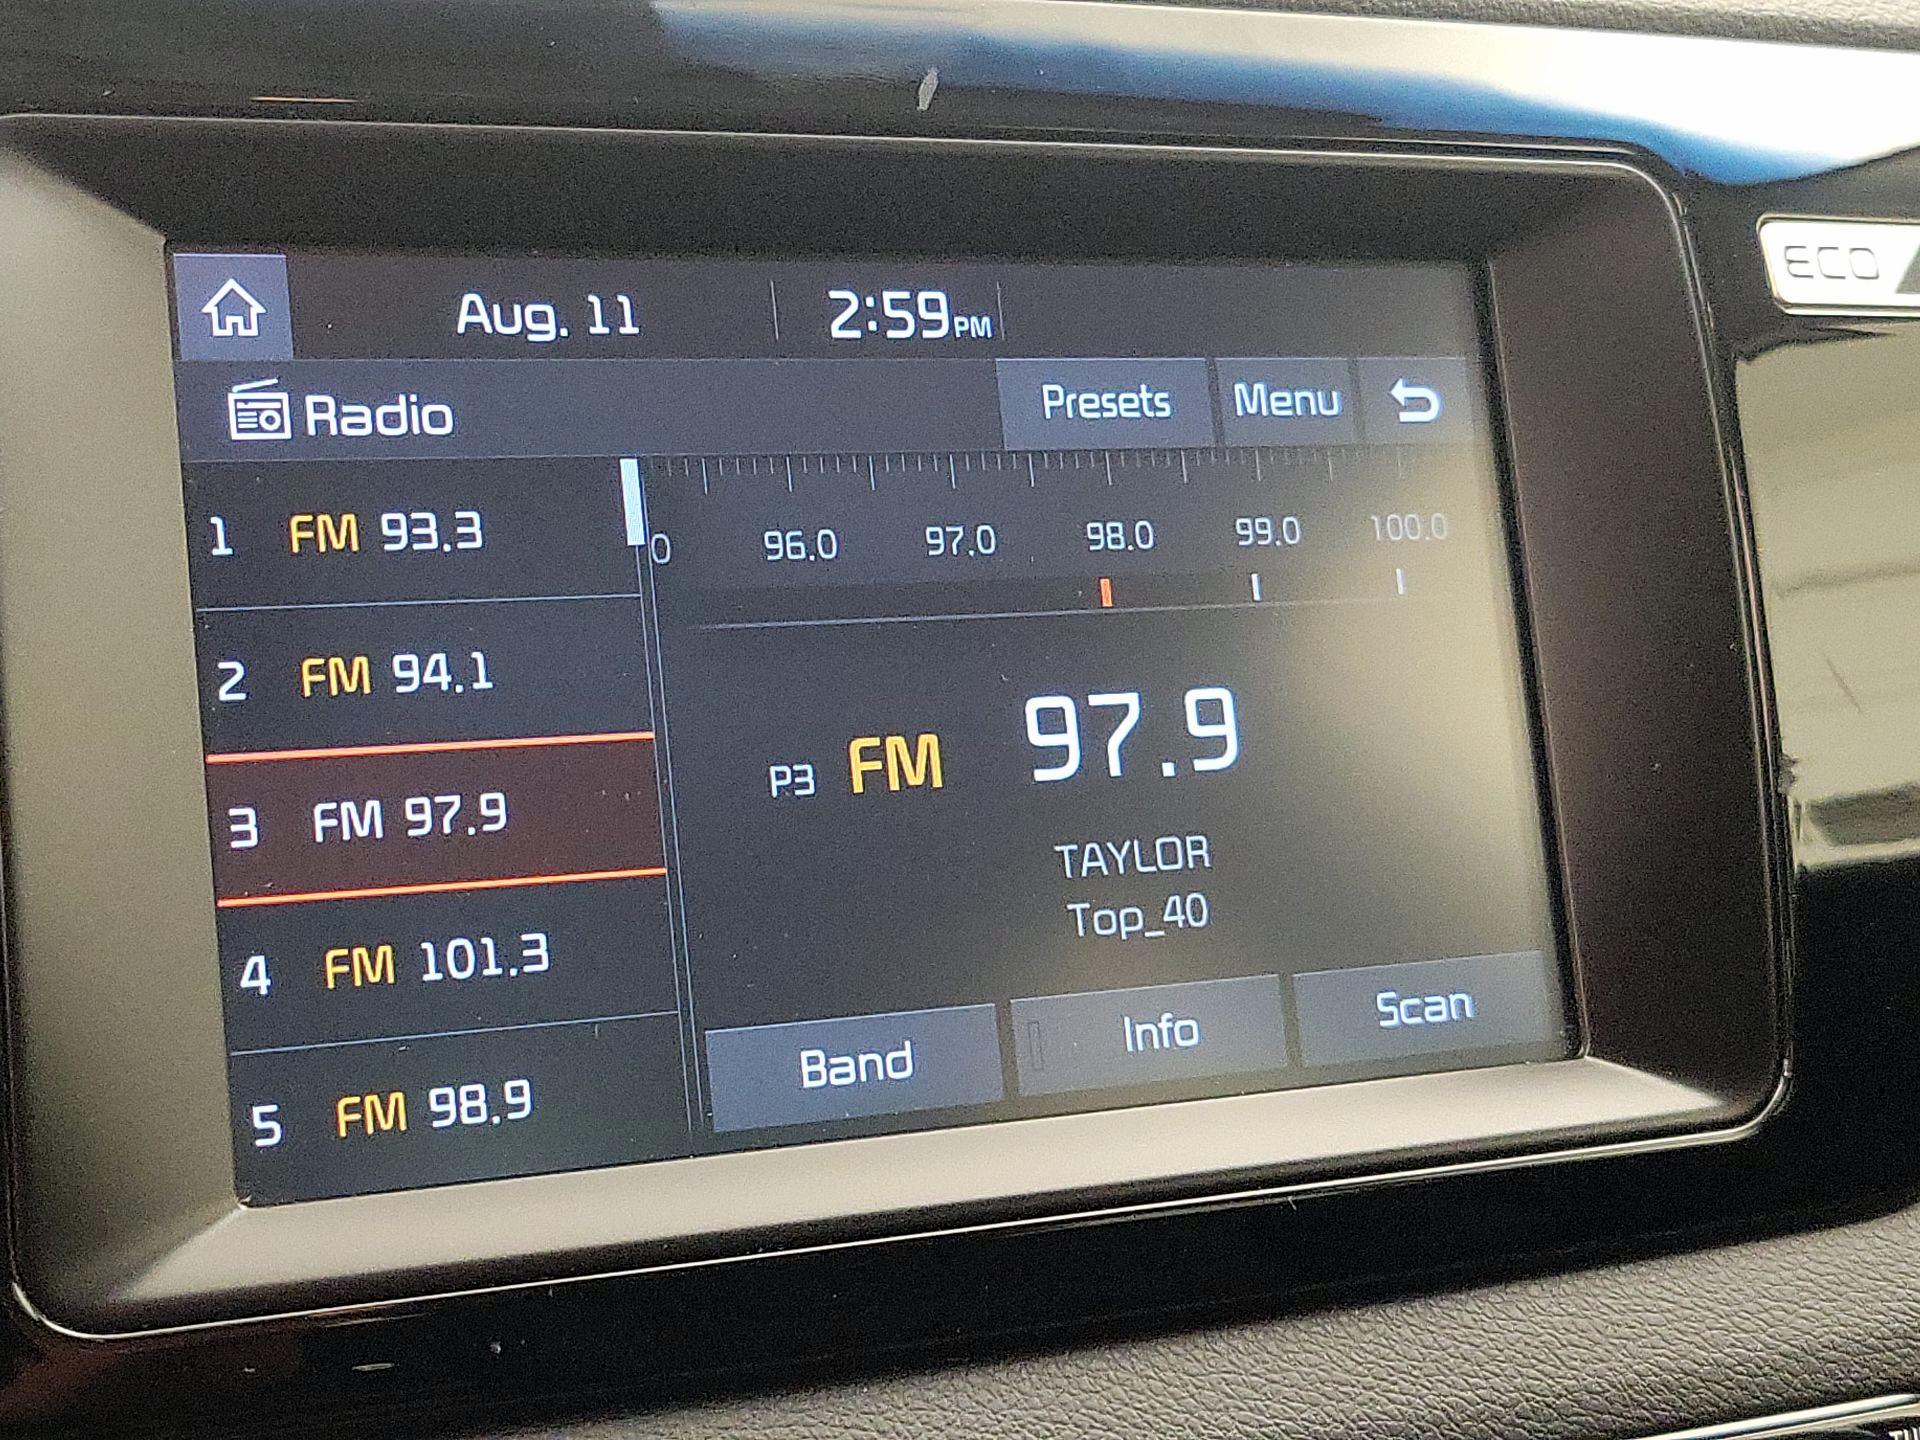 Aug. 11 2:59 PM
ECO
Radio Presets Menu
1 FM 93.3
2 FM 94.1
3 FM 97.9
4 FM 101.3
5 FM 98.9
0 96.0 97.0 98.0 99.0 100.0
P3 FM 97.9
TAYLOR
Top_40
Band Info Scan